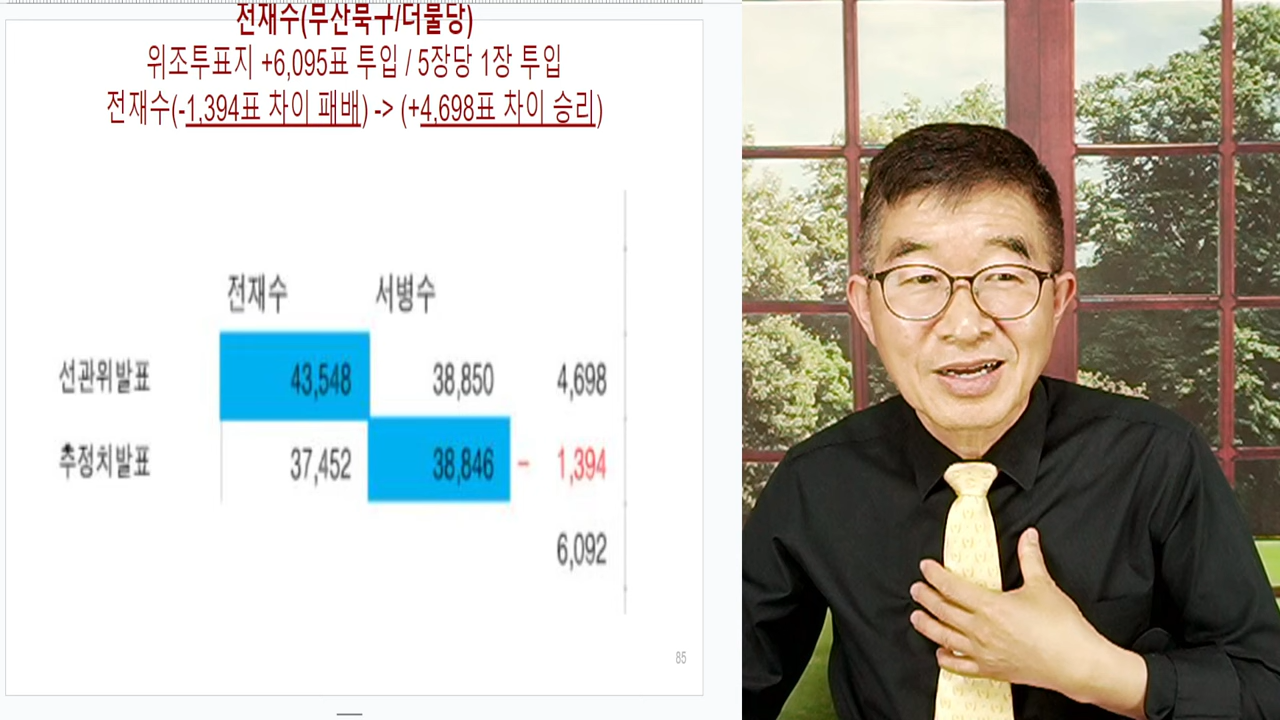 전재수(부산북구/더불당)
위조투표지 +6,095표 투입 / 5장당 1장 투입
전재수(-1,394표 차이 패배) -> (+4,698표 차이 승리)
전재수 서병수
선관위발표 43,548 38,850 4,698
추정치발표 37,452 38,846 - 1,394
6,092
85